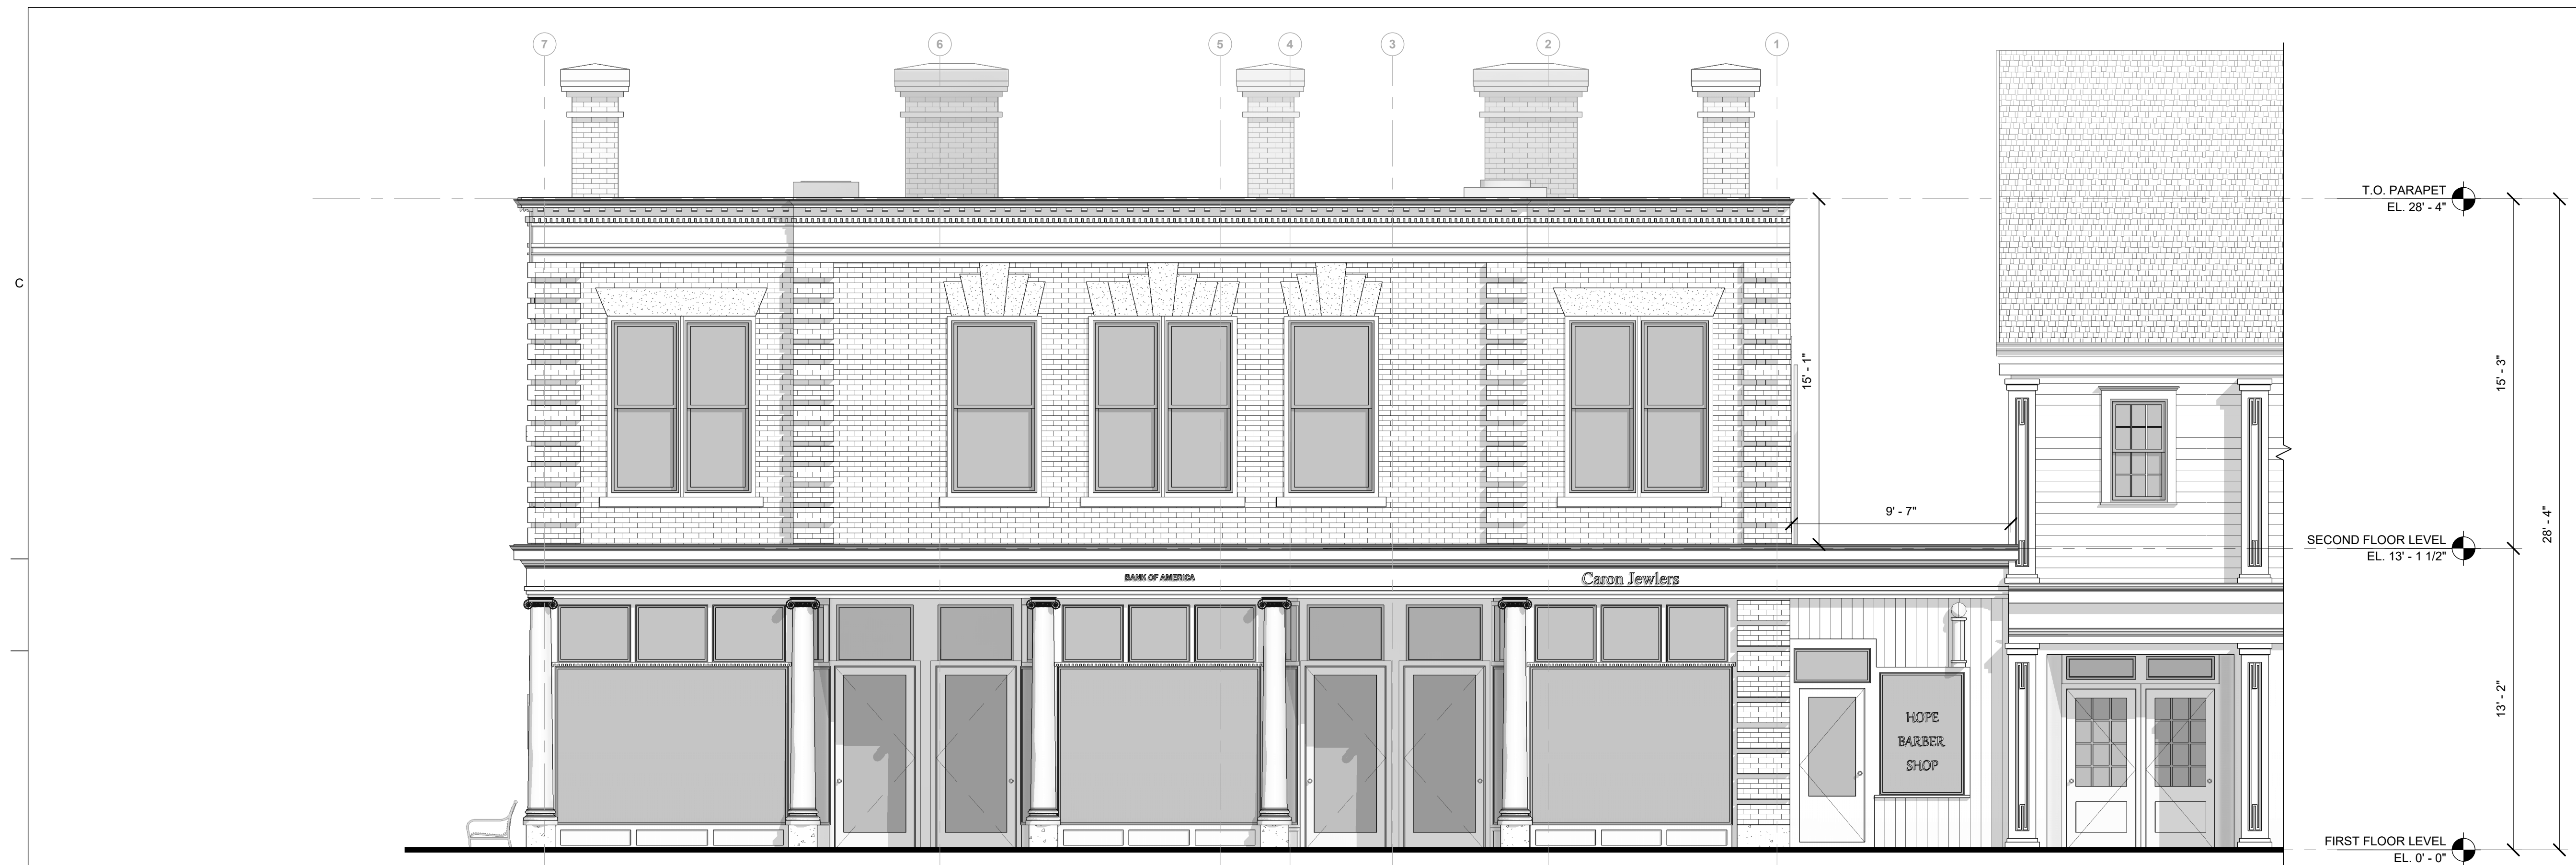 7 6 5 4 3 2 1
T.O. PARAPET
EL. 28' - 4"
C
15' - 1"
15' - 3"
9' - 7"
28' - 4"
SECOND FLOOR LEVEL
EL. 13' - 1 1/2"
BANK OF AMERICA
Caron Jewlers
13' - 2"
HOPE
BARBER
SHOP
FIRST FLOOR LEVEL
EL. 0' - 0"